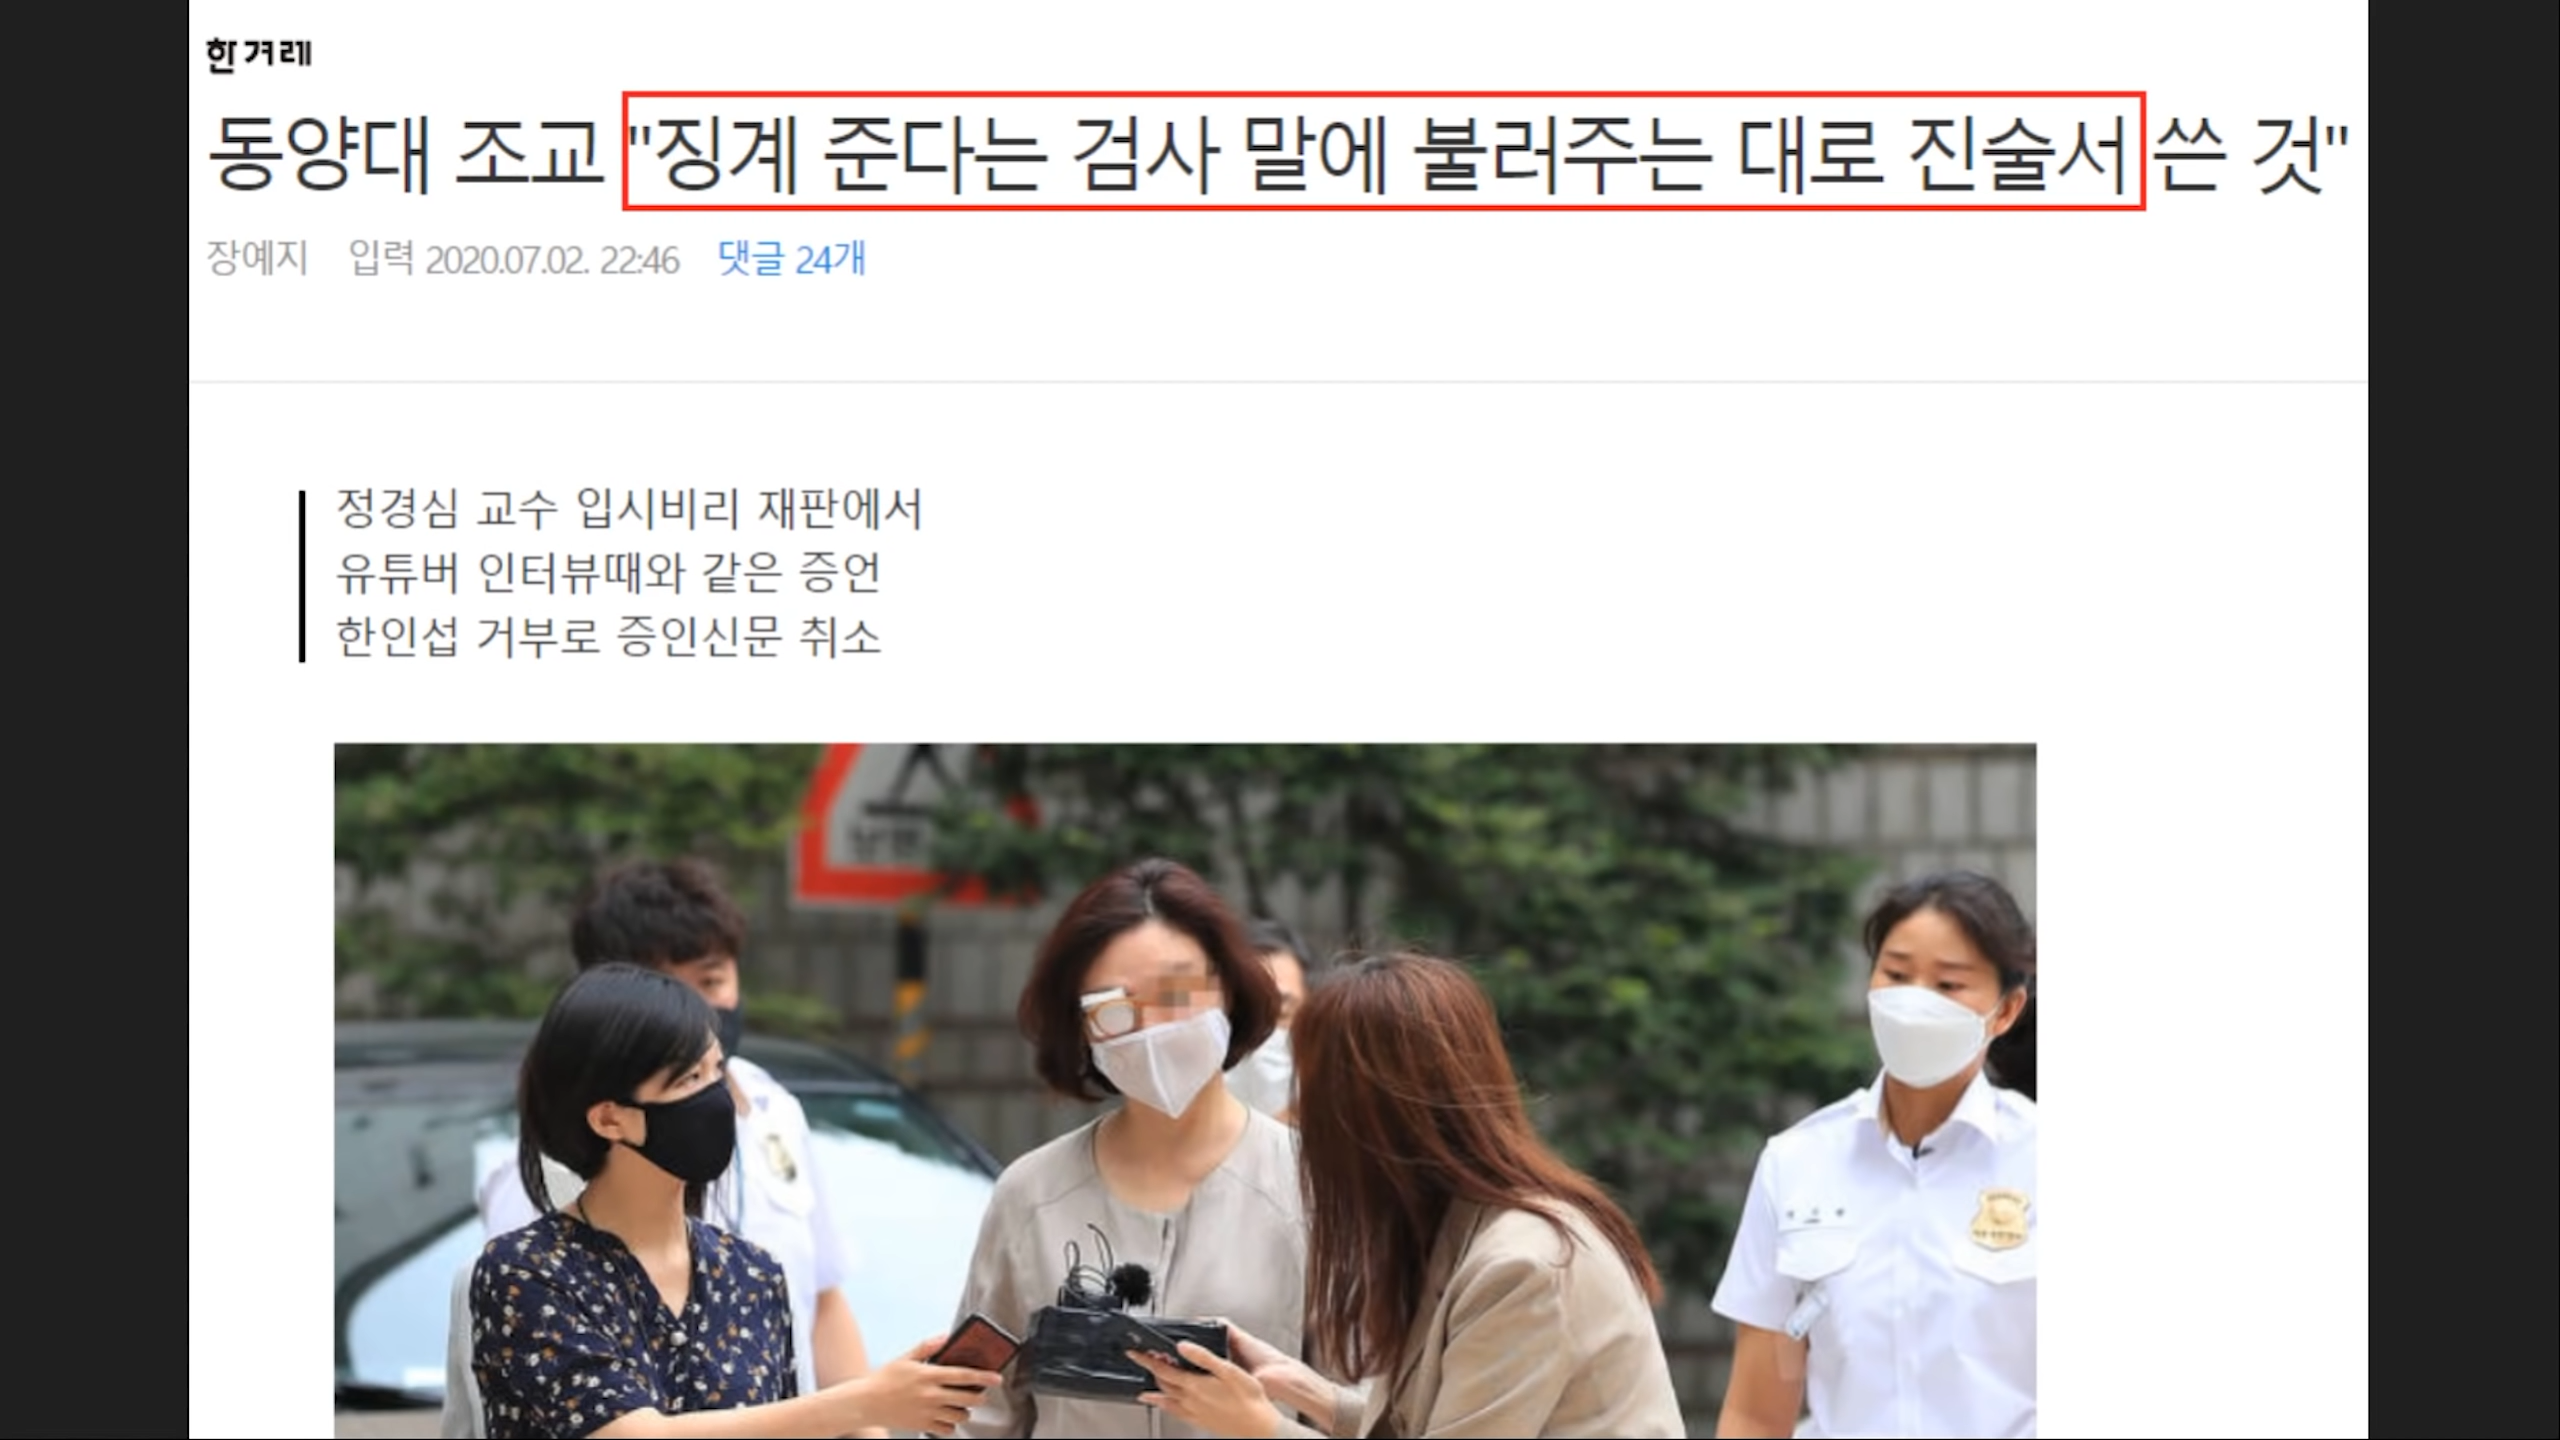 한겨레
동양대 조교 "징계 준다는 검사 말에 불러주는 대로 진술서 쓴 것"
장예지 입력 2020.07.02. 22:46 댓글 24개
정경심 교수 입시비리 재판에서
유튜버 인터뷰때와 같은 증언
한인섭 거부로 증인신문 취소